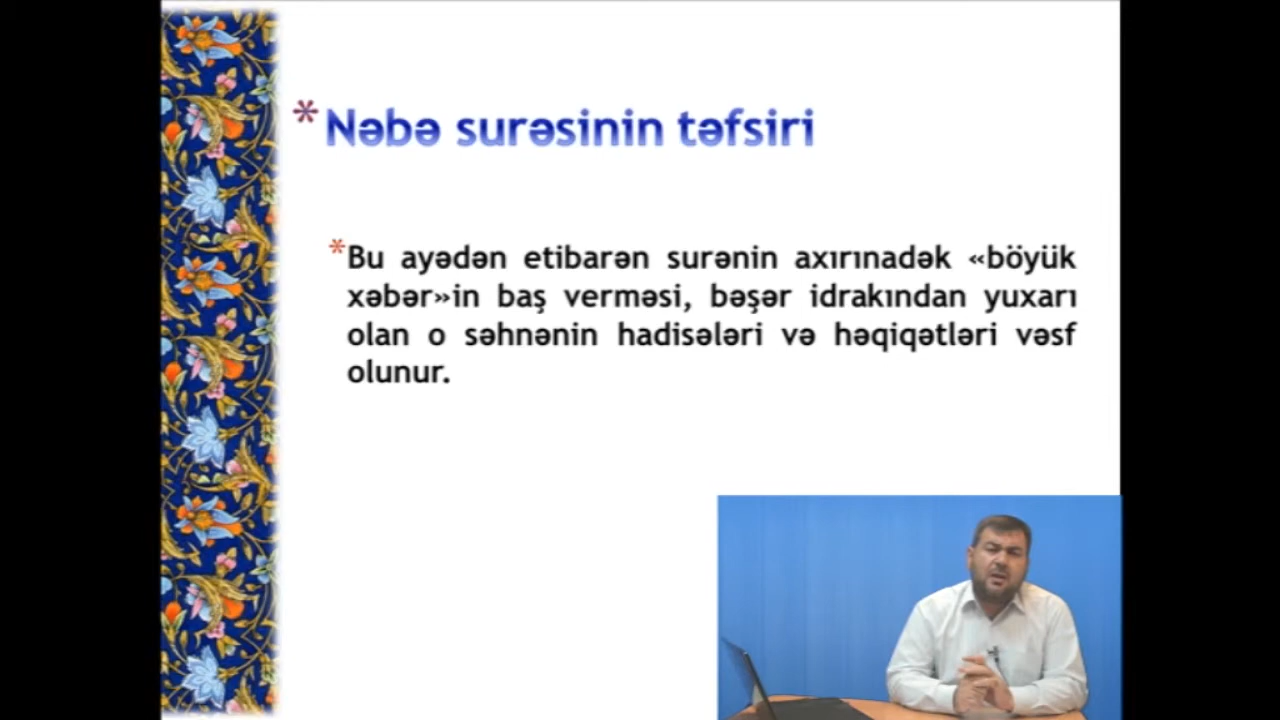 * Nəbə surəsinin təfsiri
* Bu ayədən etibarən surənin axırınadək «böyük
xəbər»in baş verməsi, bəşər idrakından yuxarı
olan o səhnənin hadisələri və həqiqətləri vəsf
olunur.